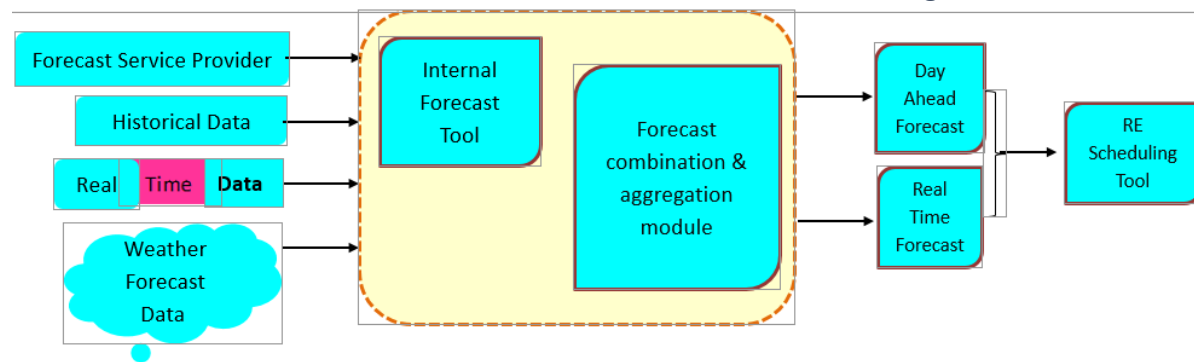 Forecast Service Provider
Historical Data
Real Time Data
Weather
Forecast
Data
Internal
Forecast
Tool
Forecast
combination &
aggregation
module
Day
Ahead
Forecast
Real
Time
Forecast
RE
Scheduling
Tool